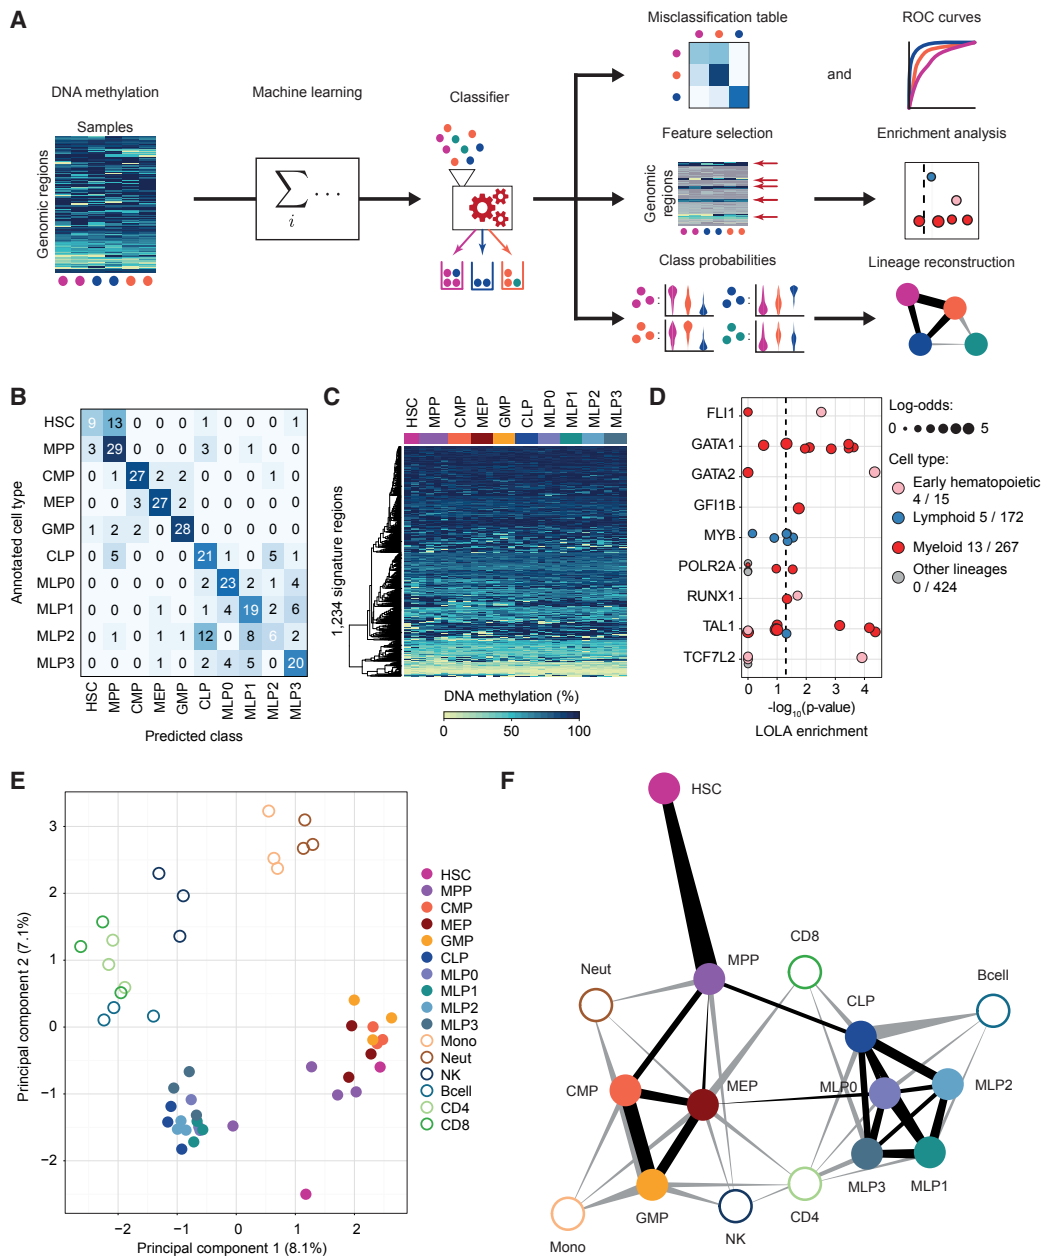 A
DNA methylation
Samples
Genomic regions
Machine learning
∑ ...
i
Classifier
Misclassification table
and
ROC curves
Feature selection
Genomic
regions
Enrichment analysis
Class probabilities
:
:
:
:
Lineage reconstruction
B
Annotated cell type
HSC 9 13 0 0 0 1 0 0 0 1
MPP 3 29 0 0 0 3 0 1 0 0
CMP 0 1 27 2 2 0 0 0 1 0
MEP 0 0 3 27 2 0 0 0 0 0
GMP 1 2 2 0 28 0 0 0 0 0
CLP 0 5 0 0 0 21 1 0 5 1
MLP0 0 0 0 0 0 2 23 2 1 4
MLP1 0 0 0 1 0 1 4 19 2 6
MLP2 0 1 0 1 1 12 0 8 6 2
MLP3 0 0 0 1 0 2 4 5 0 20
HSC MPP CMP MEP GMP CLP MLP0 MLP1 MLP2 MLP3
Predicted class
C
HSC MPP CMP MEP GMP CLP MLP0 MLP1 MLP2 MLP3
1,234 signature regions
DNA methylation (%)
0 50 100
D
FLI1
GATA1
GATA2
GFI1B
MYB
POLR2A
RUNX1
TAL1
TCF7L2
0 1 2 3 4
-log10(p-value)
LOLA enrichment
Log-odds:
0 5
Cell type:
Early hematopoietic
4 / 15
Lymphoid 5 / 172
Myeloid 13 / 267
Other lineages
0 / 424
E
Principal component 2 (7.1%)
3
2
1
0
−1
−2
−2 −1 0 1 2
Principal component 1 (8.1%)
HSC
MPP
CMP
MEP
GMP
CLP
MLP0
MLP1
MLP2
MLP3
Mono
Neut
NK
Bcell
CD4
CD8
F
HSC
MPP
CD8
Neut
Bcell
CLP
CMP
MEP
MLP0
MLP2
MLP3
MLP1
GMP
Mono
NK
CD4